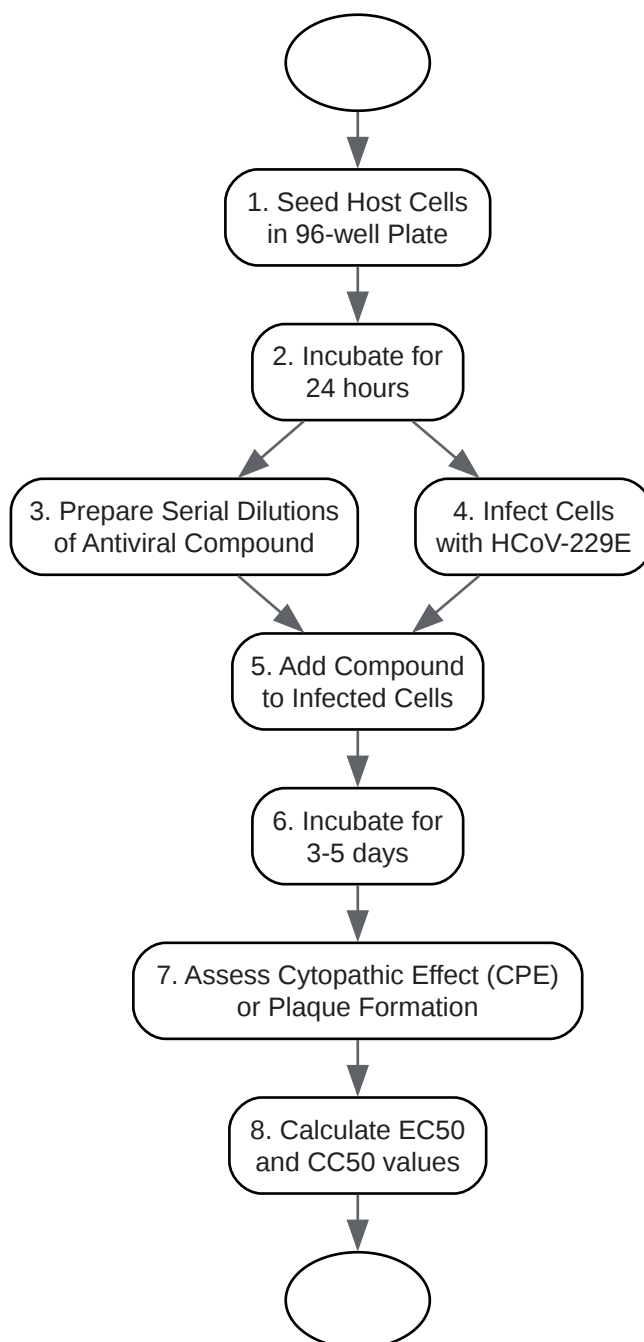 1. Seed Host Cells
in 96-well Plate
2. Incubate for
24 hours
3. Prepare Serial Dilutions
of Antiviral Compound
4. Infect Cells
with HCoV-229E
5. Add Compound
to Infected Cells
6. Incubate for
3-5 days
7. Assess Cytopathic Effect (CPE)
or Plaque Formation
8. Calculate EC50
and CC50 values